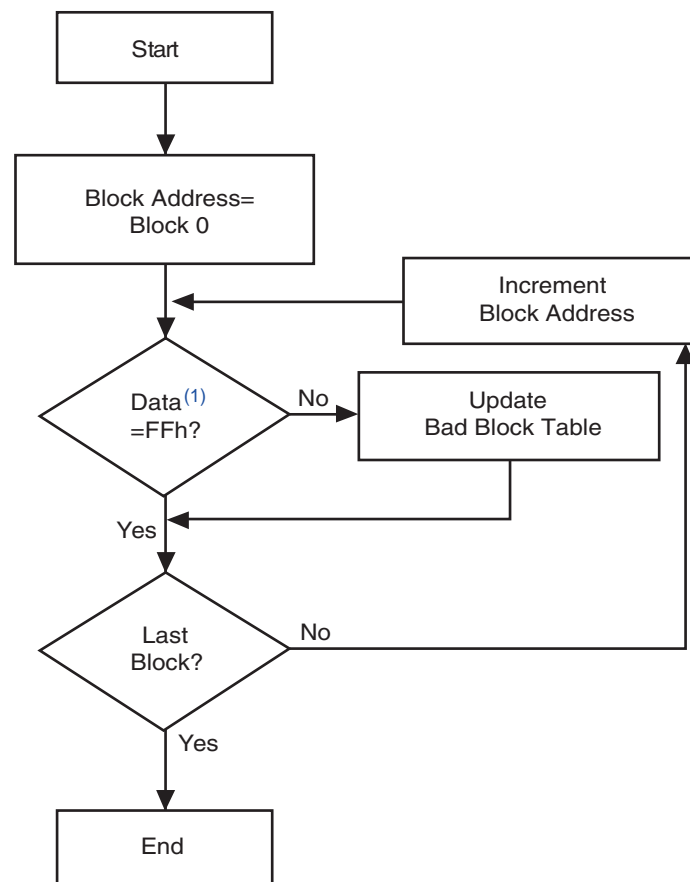 Start
Block Address=
Block 0
Increment
Block Address
Data(1)
=FFh?
No
Update
Bad Block Table
Yes
Last
Block?
No
Yes
End